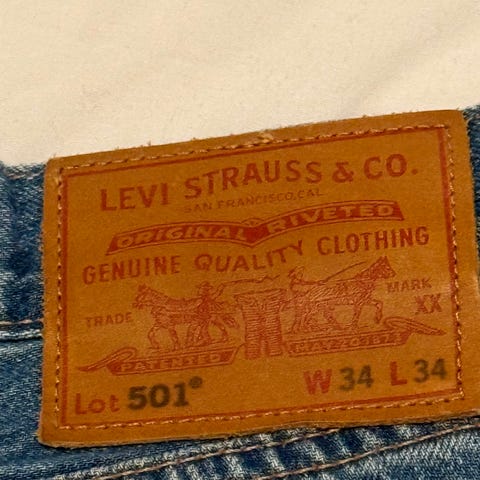 LEVI STRAUSS & CO.
SAN FRANCISCO, CAL.
ORIGINAL RIVETED
GENUINE QUALITY CLOTHING
TRADE MARK
XX
PATENTED MAY 20 1873
Lot 501® W 34 L 34